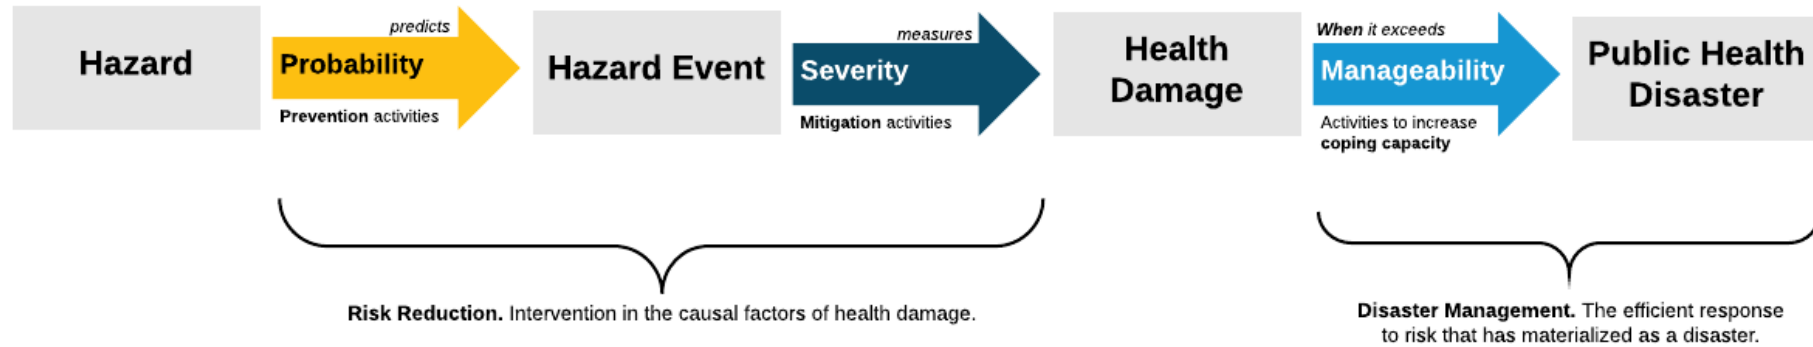 Hazard
predicts
Probability
Prevention activities
Hazard Event
measures
Severity
Mitigation activities
Health
Damage
When it exceeds
Manageability
Activities to increase
coping capacity
Public Health
Disaster
Risk Reduction. Intervention in the causal factors of health damage.
Disaster Management. The efficient response
to risk that has materialized as a disaster.